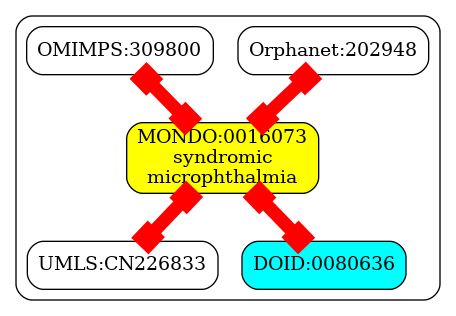 OMIMPS:309800
Orphanet:202948
MONDO:0016073
syndromic
microphthalmia
UMLS:CN226833
DOID:0080636